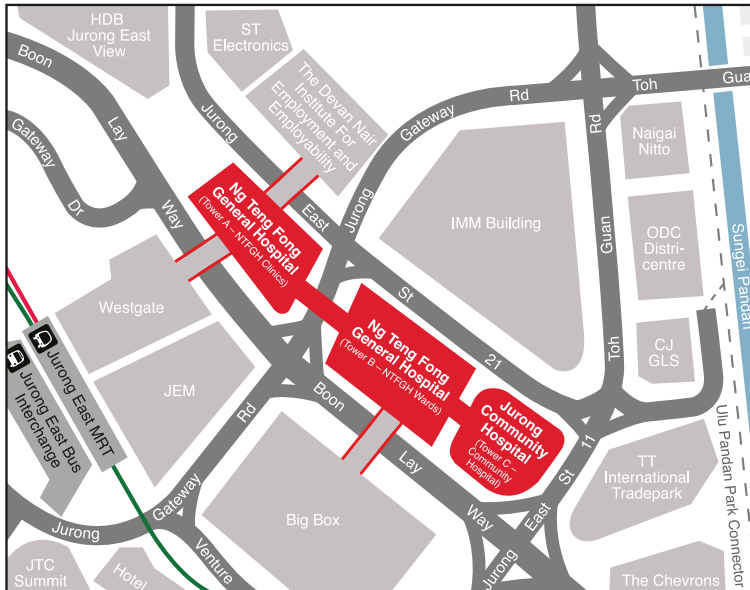 HDB
Jurong East
View
ST
Electronics
The Devan Nair
Institute For
Employment and
Employability
Boon
Lay
Way
Gateway
Dr
Jurong
East
St
21
Jurong
Gateway
Rd
Toh
Guan
Rd
Guan
Toh
Naigai
Nitto
ODC
Distri-
centre
CJ
GLS
Sungei Pandan
Ulu Pandan Park Connector
IMM Building
Ng Teng Fong
General Hospital
(Tower A – NTFGH Clinics)
Ng Teng Fong
General Hospital
(Tower B – NTFGH Wards)
Jurong
Community
Hospital
(Tower C –
Community
Hospital)
Westgate
JEM
Jurong East MRT
Jurong East Bus
Interchange
Big Box
Boon
Lay
Way
Jurong
Gateway
Rd
Venture
Jurong
East
St
11
TT
International
Tradepark
The Chevrons
JTC
Summit
Hotel